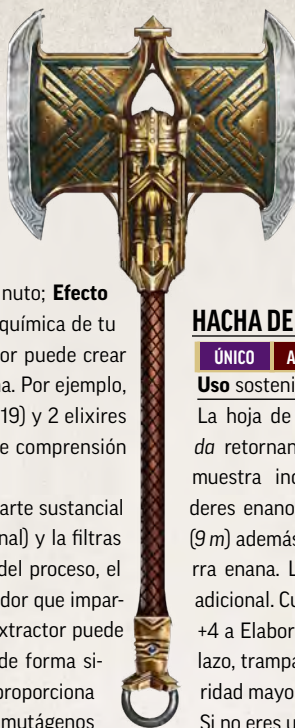 nuto; Efecto
química de tu
or puede crear
a. Por ejemplo,
19) y 2 elixires
e comprensión
arte sustancial
nal) y la filtras
del proceso, el
dor que impar-
xtractor puede
de forma si-
proporciona
mutágenos
HACHA DE
ÚNICO A
Uso sosteni
La hoja de
da retornan
muestra ind
deres enano
(9 m) además
rra enana. L
adicional. Cu
+4 a Elabor
lazo, trampa
ridad mayo
Si no eres u